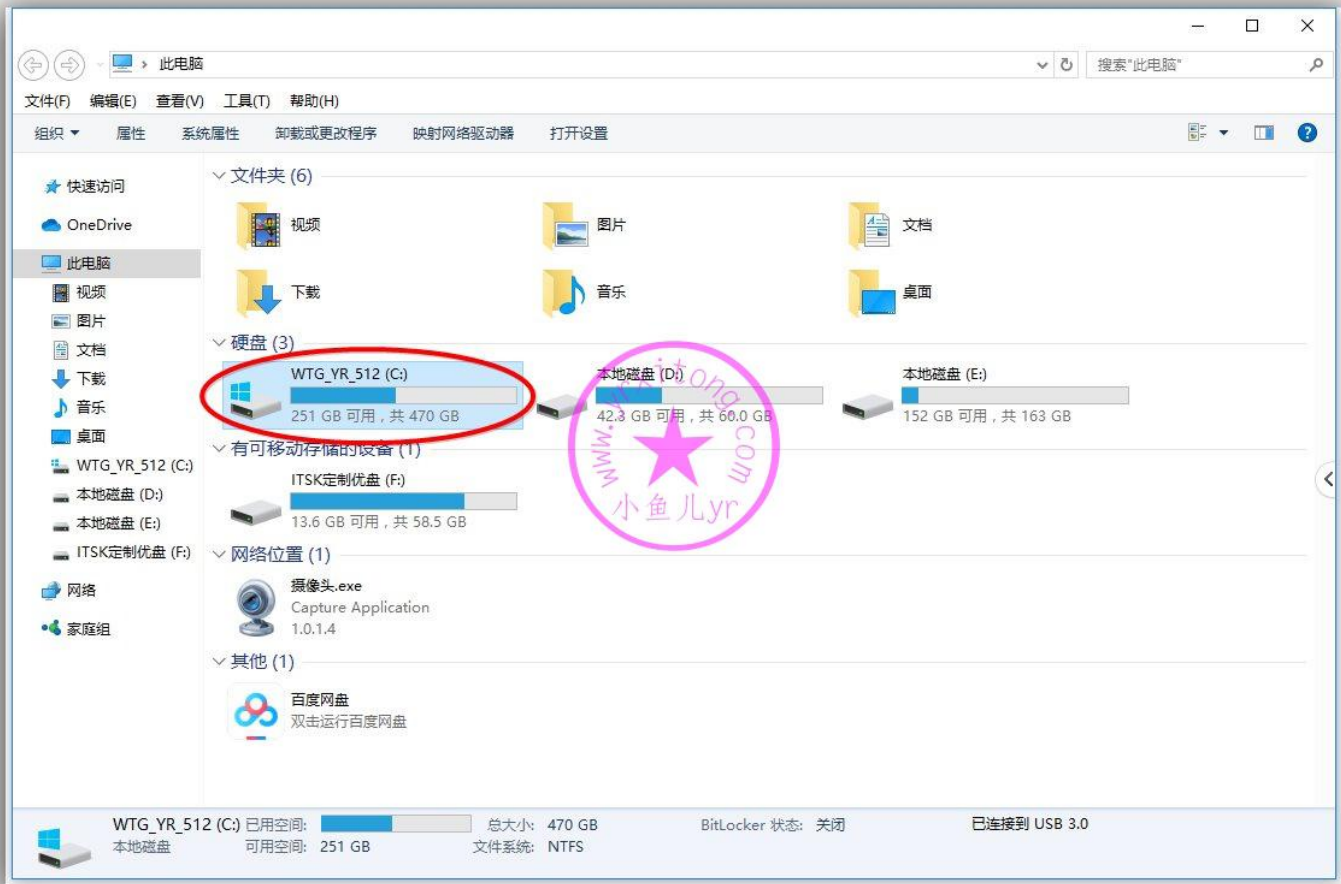 此电脑
搜索"此电脑"
文件(F) 编辑(E) 查看(V) 工具(T) 帮助(H)
组织 属性 系统属性 卸载或更改程序 映射网络驱动器 打开设置
快速访问
OneDrive
此电脑
视频
图片
文档
下载
音乐
桌面
WTG_YR_512 (C:)
本地磁盘 (D:)
本地磁盘 (E:)
ITSK定制优盘 (F:)
网络
家庭组
文件夹 (6)
视频
图片
文档
下载
音乐
桌面
硬盘 (3)
WTG_YR_512 (C:)
251 GB 可用，共 470 GB
本地磁盘 (D:)
42.3 GB 可用，共 60.0 GB
本地磁盘 (E:)
152 GB 可用，共 163 GB
有可移动存储的设备 (1)
ITSK定制优盘 (F:)
13.6 GB 可用，共 58.5 GB
网络位置 (1)
摄像头.exe
Capture Application
1.0.1.4
其他 (1)
百度网盘
双击运行百度网盘
www.yrxitong.com
小鱼儿yr
WTG_YR_512 (C:) 已用空间: 总大小: 470 GB BitLocker 状态: 关闭 已连接到 USB 3.0
本地磁盘 可用空间: 251 GB 文件系统: NTFS